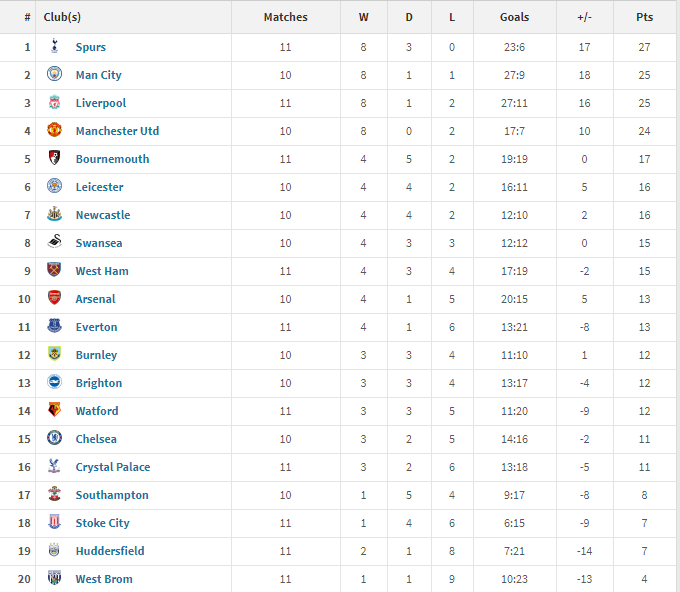 # Club(s) Matches W D L Goals +/- Pts
1 Spurs 11 8 3 0 23:6 17 27
2 Man City 10 8 1 1 27:9 18 25
3 Liverpool 11 8 1 2 27:11 16 25
4 Manchester Utd 10 8 0 2 17:7 10 24
5 Bournemouth 11 4 5 2 19:19 0 17
6 Leicester 10 4 4 2 16:11 5 16
7 Newcastle 10 4 4 2 12:10 2 16
8 Swansea 10 4 3 3 12:12 0 15
9 West Ham 11 4 3 4 17:19 -2 15
10 Arsenal 10 4 1 5 20:15 5 13
11 Everton 11 4 1 6 13:21 -8 13
12 Burnley 10 3 3 4 11:10 1 12
13 Brighton 10 3 3 4 13:17 -4 12
14 Watford 11 3 3 5 11:20 -9 12
15 Chelsea 10 3 2 5 14:16 -2 11
16 Crystal Palace 11 3 2 6 13:18 -5 11
17 Southampton 10 1 5 4 9:17 -8 8
18 Stoke City 11 1 4 6 6:15 -9 7
19 Huddersfield 11 2 1 8 7:21 -14 7
20 West Brom 11 1 1 9 10:23 -13 4